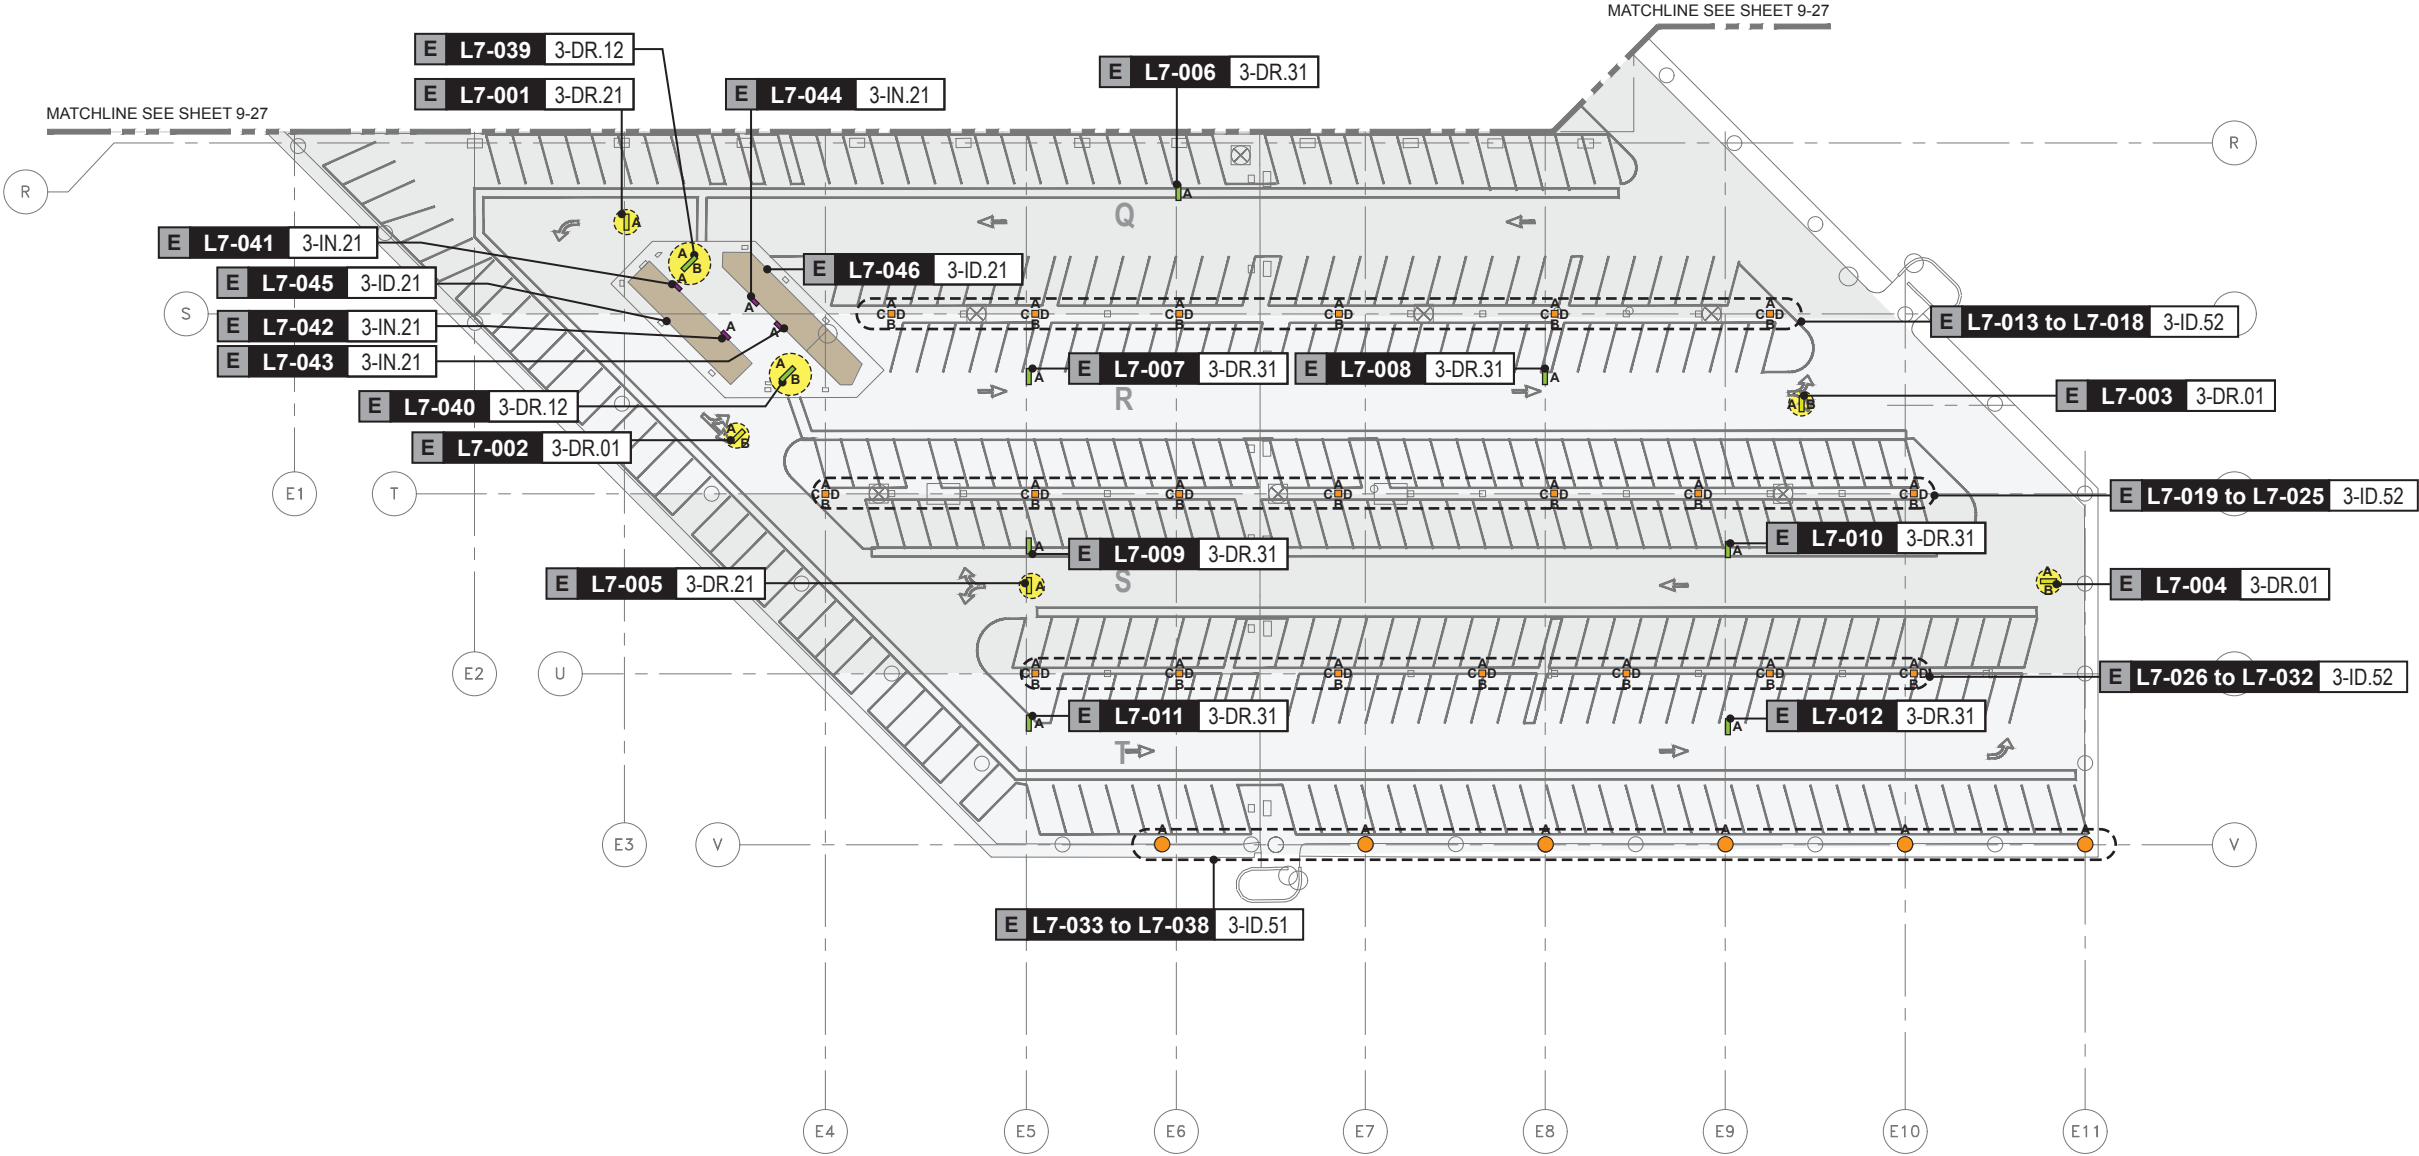 MATCHLINE SEE SHEET 9-27
E L7-039 3-DR.12
E L7-006 3-DR.31
E L7-001 3-DR.21
E L7-044 3-IN.21
MATCHLINE SEE SHEET 9-27
R
R
A
A
Q
E L7-041 3-IN.21
A
B
A
E L7-046 3-ID.21
E L7-045 3-ID.21
A
S
A A A A A A
C D C D C D C D C D C D
B B B B B B
E L7-013 to L7-018 3-ID.52
E L7-042 3-IN.21
A
A
E L7-043 3-IN.21
A
B
A
E L7-007 3-DR.31
E L7-008 3-DR.31
A
R
E L7-003 3-DR.01
A B
E L7-040 3-DR.12
E L7-002 3-DR.01
A
B
E1
T
A A A A A A A
C D C D C D C D C D C D C D
B B B B B B B
E L7-019 to L7-025 3-ID.52
A
E L7-009 3-DR.31
A
E L7-010 3-DR.31
E L7-005 3-DR.21
A
S
A
B
E L7-004 3-DR.01
E2
U
A A A A A A A
C D C D C D C D C D C D C D
B B B B B B B
E L7-026 to L7-032 3-ID.52
A
E L7-011 3-DR.31
A
E L7-012 3-DR.31
T
E3
V
A A A A A A
V
E L7-033 to L7-038 3-ID.51
E4 E5 E6 E7 E8 E9 E10 E11